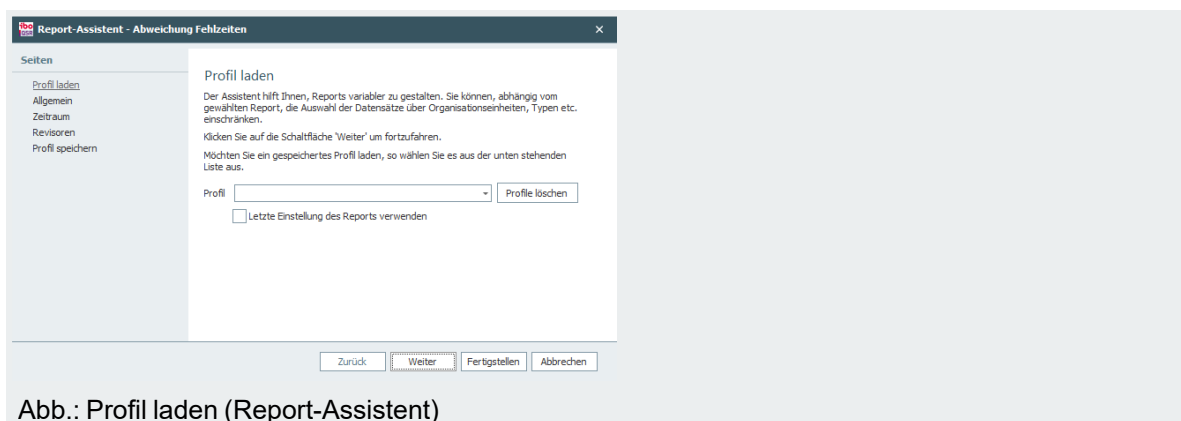 ibo
Report-Assistent - Abweichung Fehlzeiten
Seiten
Profil laden
Allgemein
Zeitraum
Revisoren
Profil speichern
Profil laden
Der Assistent hilft Ihnen, Reports variabler zu gestalten. Sie können, abhängig vom
gewählten Report, die Auswahl der Datensätze über Organisationseinheiten, Typen etc.
einschränken.
Klicken Sie auf die Schaltfläche 'Weiter' um fortzufahren.
Möchten Sie ein gespeichertes Profil laden, so wählen Sie es aus der unten stehenden
Liste aus.
Profil Profile löschen
Letzte Einstellung des Reports verwenden
Zurück Weiter Fertigstellen Abbrechen
Abb.: Profil laden (Report-Assistent)